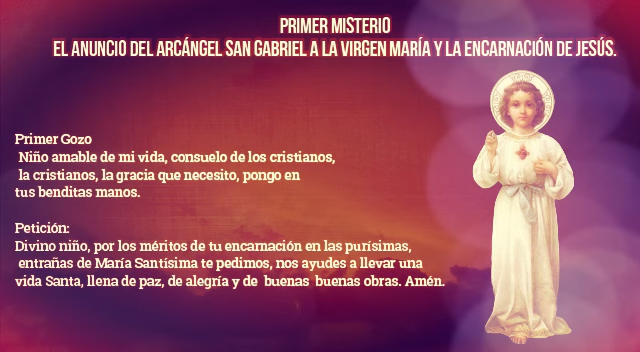 PRIMER MISTERIO
EL ANUNCIO DEL ARCÁNGEL SAN GABRIEL A LA VIRGEN MARÍA Y LA ENCARNACIÓN DE JESÚS.
Primer Gozo
Niño amable de mi vida, consuelo de los cristianos,
la cristianos, la gracia que necesito, pongo en
tus benditas manos.
Petición:
Divino niño, por los méritos de tu encarnación en las purísimas,
entrañas de María Santísima te pedimos, nos ayudes a llevar una
vida Santa, llena de paz, de alegría y de buenas buenas obras. Amén.